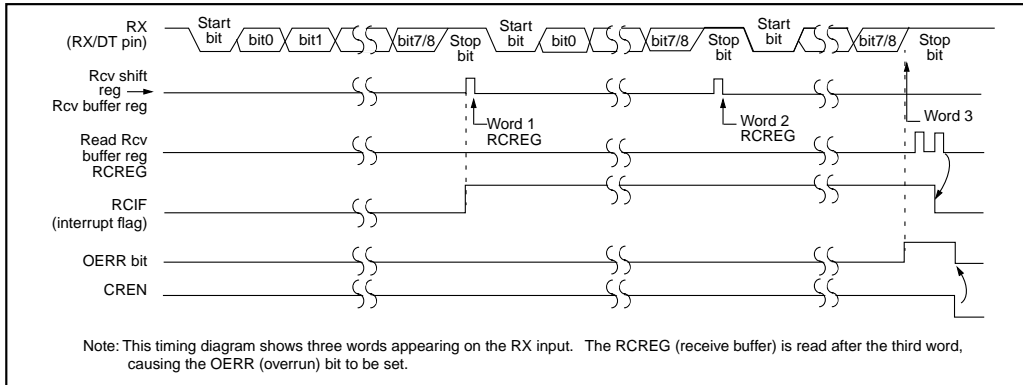 RX
(RX/DT pin)
Start
bit
bit0
bit1
bit7/8
Stop
bit
Start
bit
bit0
bit7/8
Stop
bit
Start
bit
bit7/8
Stop
bit
Rcv shift
reg
Rcv buffer reg
Word 1
RCREG
Word 2
RCREG
Word 3
Read Rcv
buffer reg
RCREG
RCIF
(interrupt flag)
OERR bit
CREN
Note: This timing diagram shows three words appearing on the RX input. The RCREG (receive buffer) is read after the third word,
causing the OERR (overrun) bit to be set.